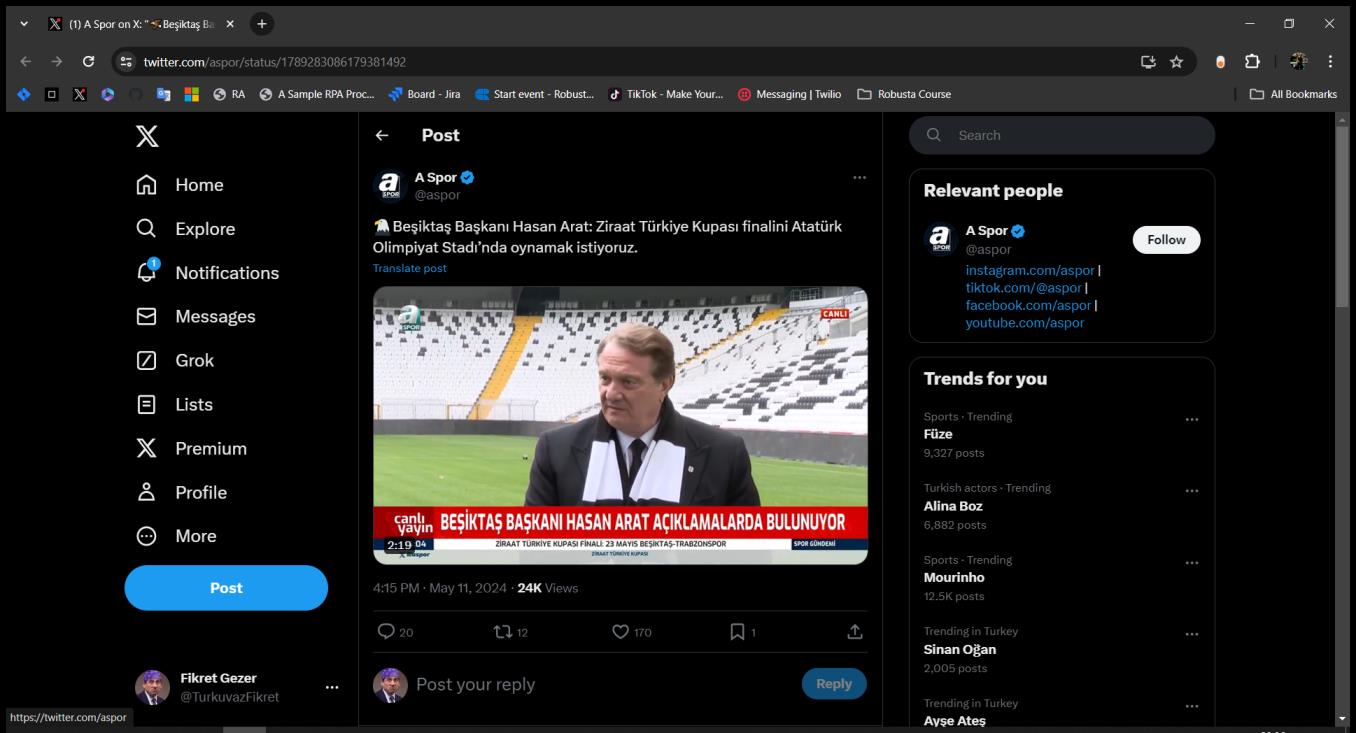 (1) A Spor on X: "🦅Beşiktaş Ba
twitter.com/aspor/status/1789283086179381492
RA
A Sample RPA Proc...
Board - Jira
Start event - Robust...
TikTok - Make Your...
Messaging | Twilio
Robusta Course
All Bookmarks
Home
Explore
1
Notifications
Messages
Grok
Lists
Premium
Profile
More
Post
Fikret Gezer
@TurkuvazFikret
https://twitter.com/aspor
Post
A Spor
@aspor
🦅Beşiktaş Başkanı Hasan Arat: Ziraat Türkiye Kupası finalini Atatürk
Olimpiyat Stadı’nda oynamak istiyoruz.
Translate post
a
SPOR
CANLI
canlı
yayın
BEŞİKTAŞ BAŞKANI HASAN ARAT AÇIKLAMALARDA BULUNUYOR
2:19
04
ZİRAAT TÜRKİYE KUPASI FİNALİ: 23 MAYIS BEŞİKTAŞ-TRABZONSPOR
SPOR GÜNDEMİ
ZİRAAT TÜRKİYE KUPASI
4:15 PM · May 11, 2024 · 24K Views
20
12
170
1
Post your reply
Reply
Search
Relevant people
A Spor
@aspor
Follow
instagram.com/aspor |
tiktok.com/@aspor |
facebook.com/aspor |
youtube.com/aspor
Trends for you
Sports · Trending
Füze
9,327 posts
Turkish actors · Trending
Alina Boz
6,882 posts
Sports · Trending
Mourinho
12.5K posts
Trending in Turkey
Sinan Oğan
2,005 posts
Trending in Turkey
Ayşe Ateş